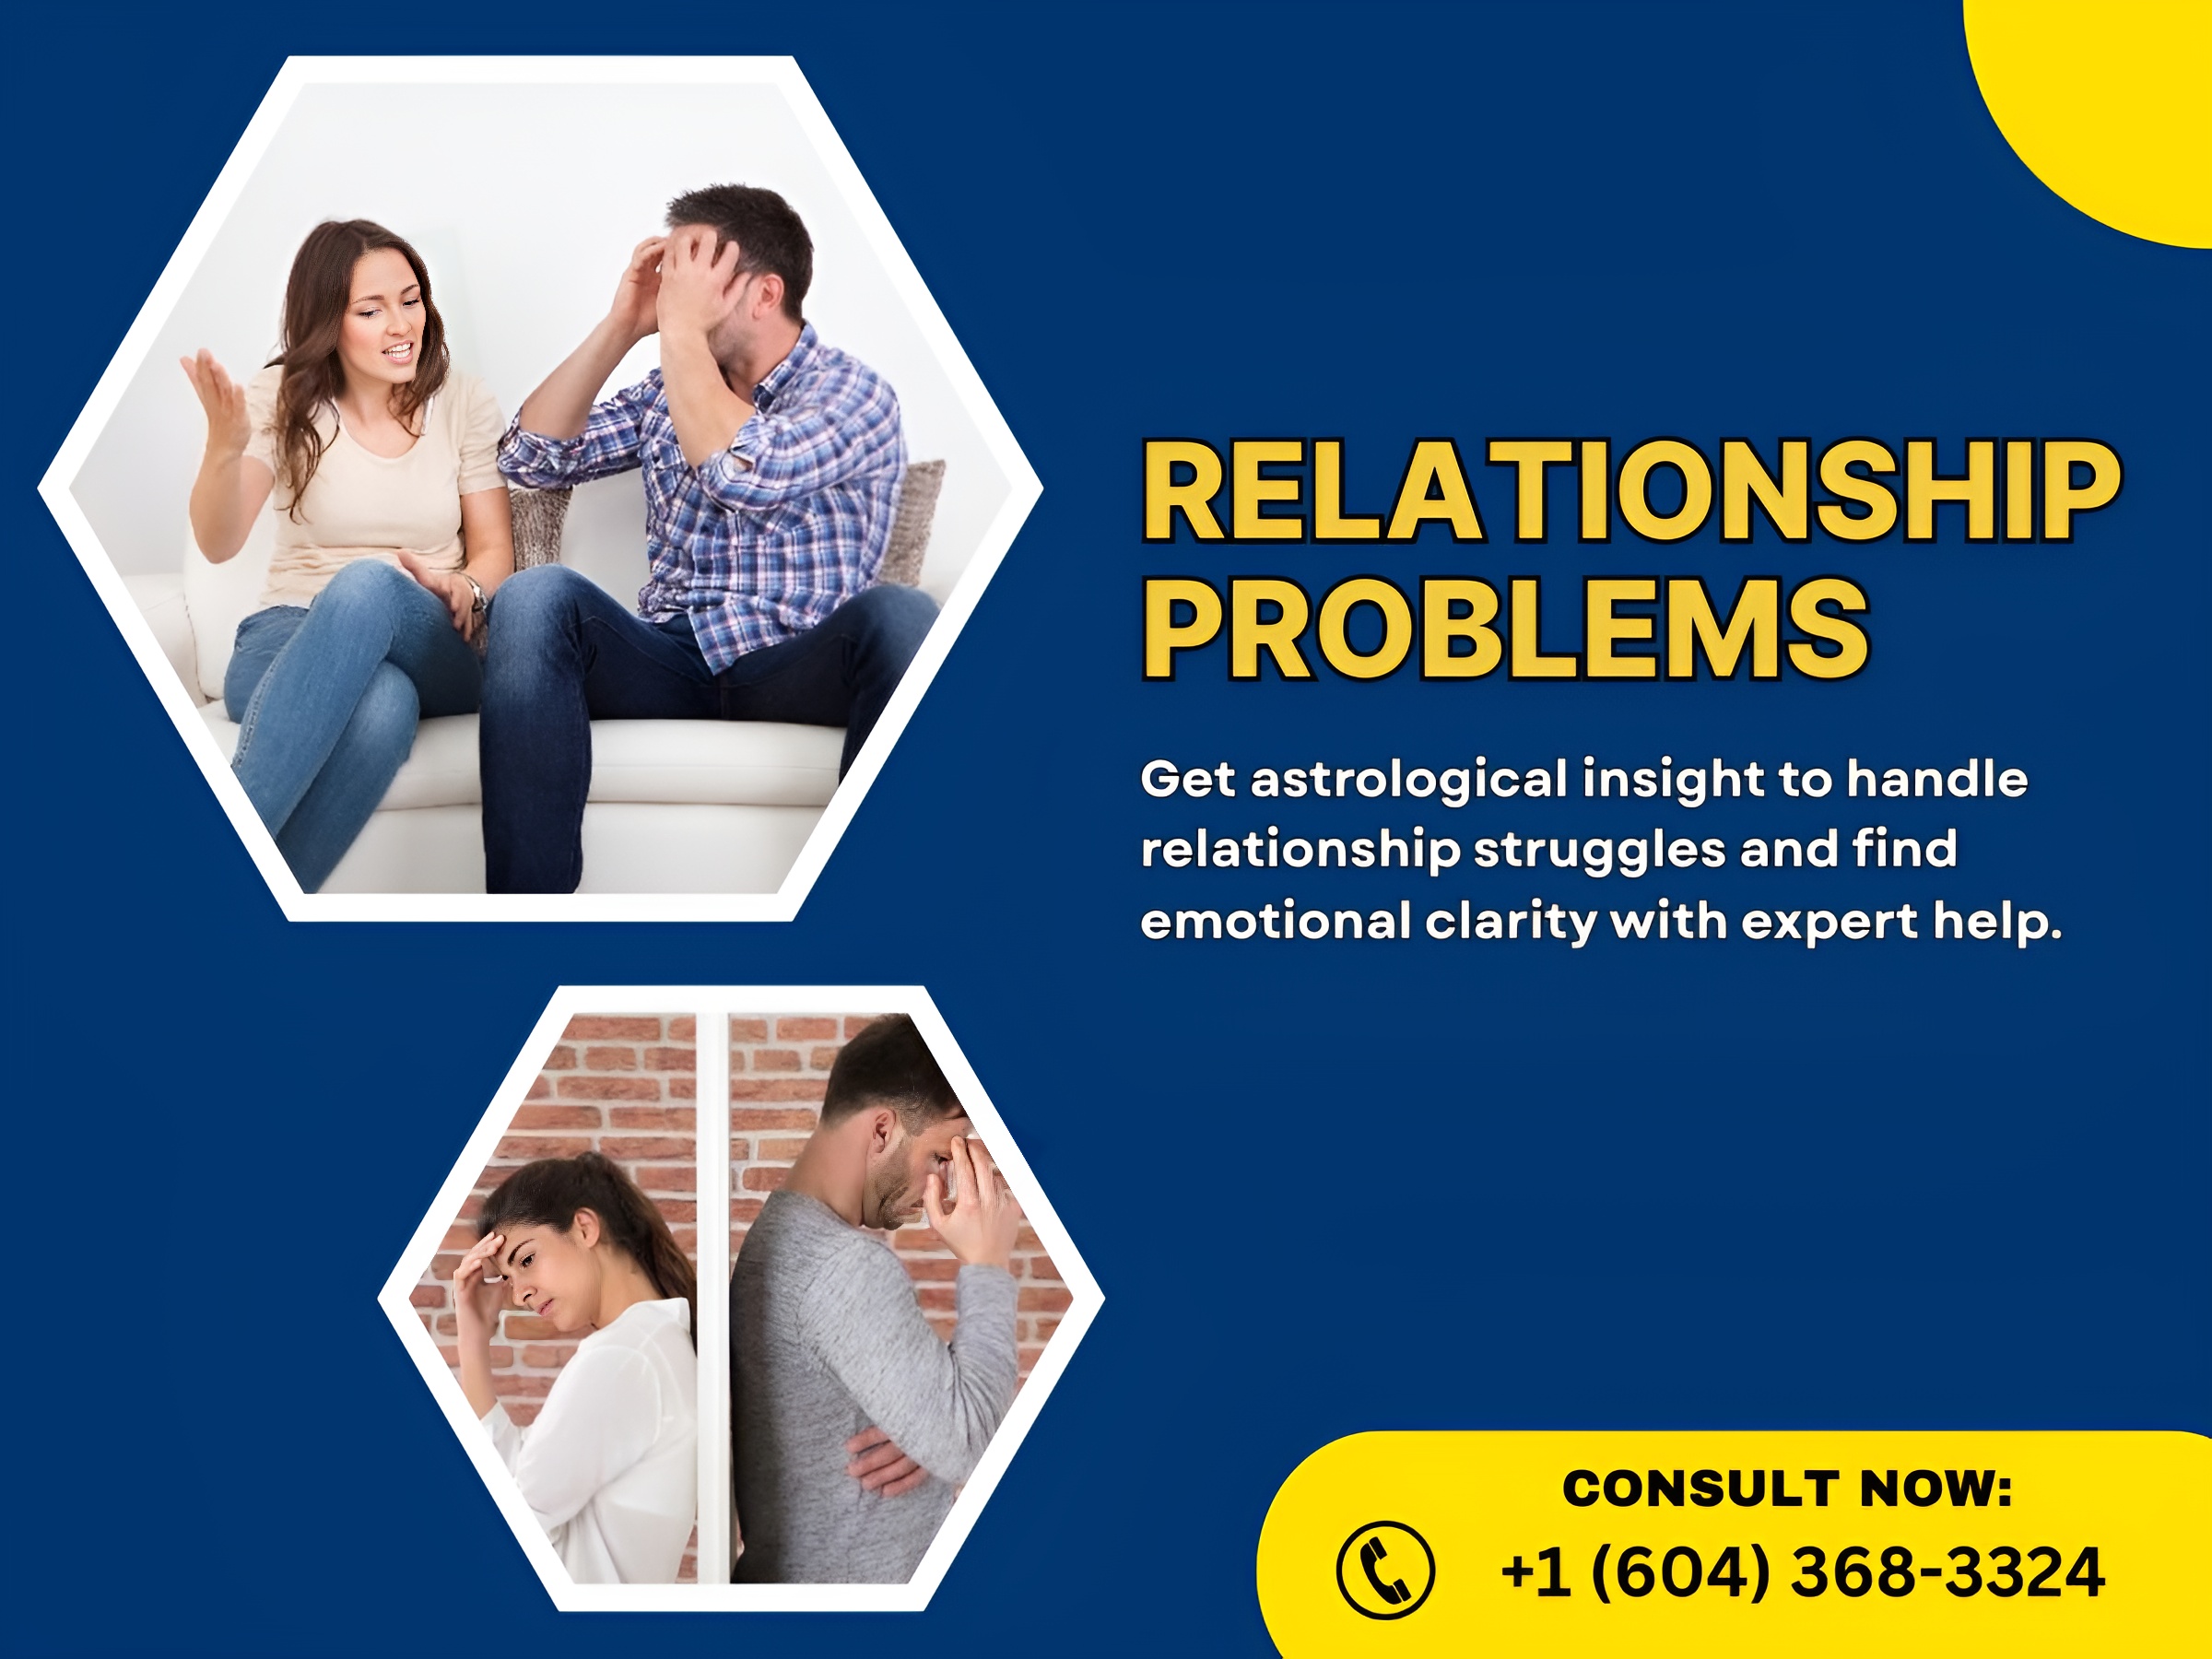 RELATIONSHIP
PROBLEMS
Get astrological insight to handle
relationship struggles and find
emotional clarity with expert help.
CONSULT NOW:
+1 (604) 368-3324